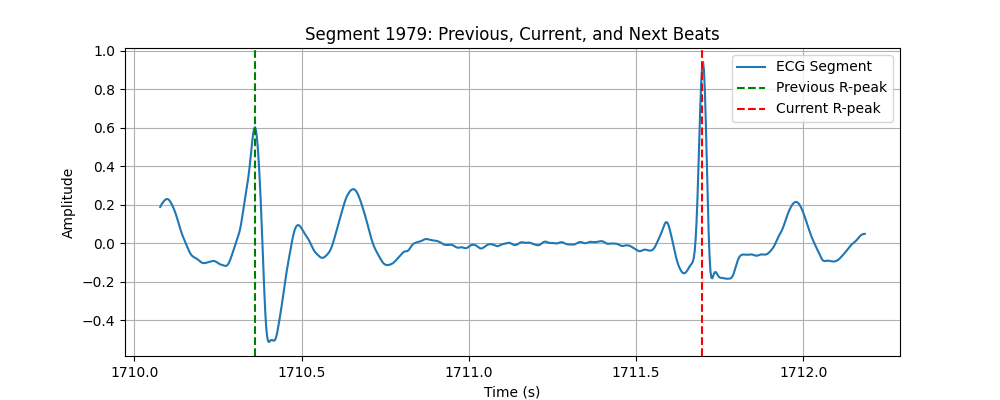 Segment 1979: Previous, Current, and Next Beats
ECG Segment
Previous R-peak
Current R-peak
1.0
0.8
0.6
0.4
0.2
0.0
−0.2
−0.4
Amplitude
1710.0 1710.5 1711.0 1711.5 1712.0
Time (s)